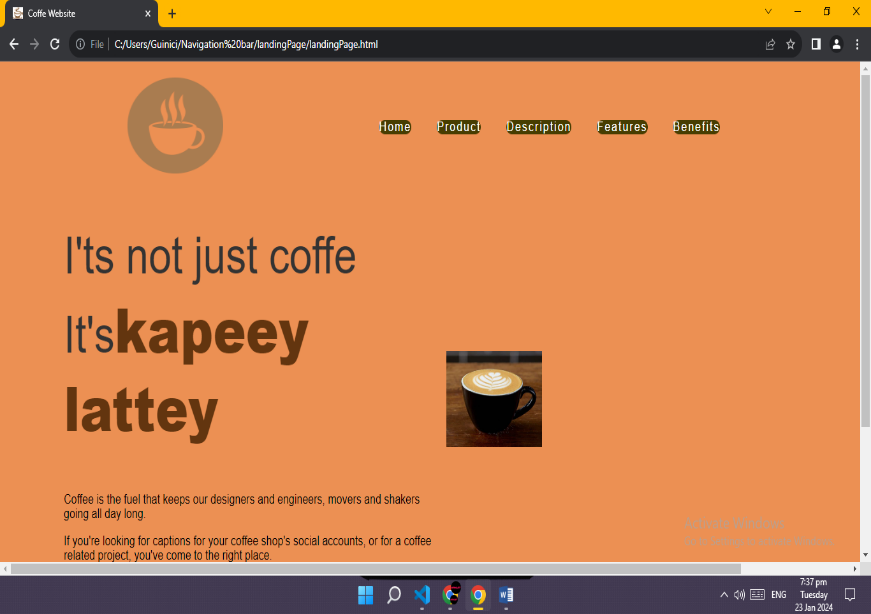 Coffe Website
File
C:/Users/Guinici/Navigation%20bar/landingPage/landingPage.html
Home Product Description Features Benefits
I'ts not just coffe
It'skapeey
lattey
Coffee is the fuel that keeps our designers and engineers, movers and shakers
going all day long.
If you're looking for captions for your coffee shop's social accounts, or for a coffee
related project, you've come to the right place.
Activate Windows
ENG
7:37 pm
Tuesday
23 Jan 2024